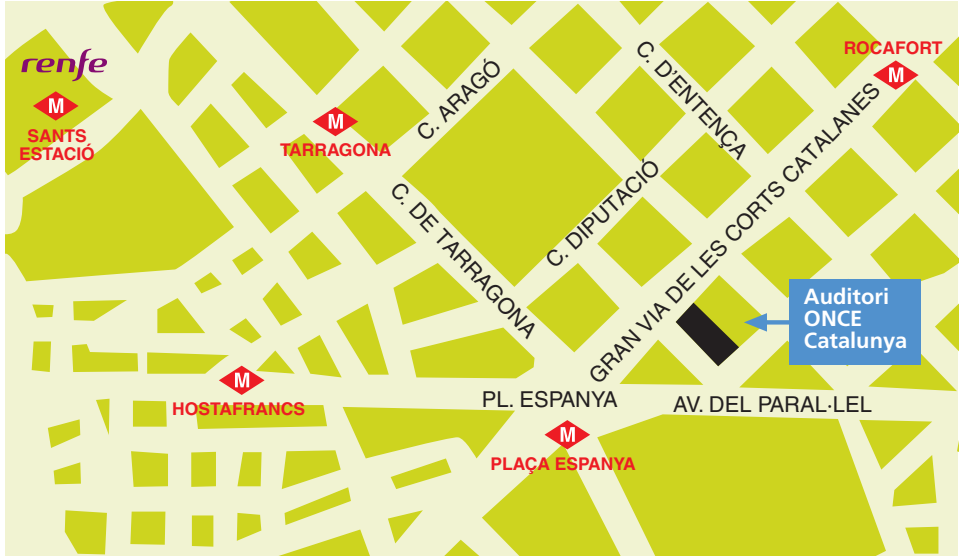 renfe
M
SANTS
ESTACIÓ
M
TARRAGONA
C. ARAGÓ
C. D'ENTENÇA
ROCAFORT
M
C. DE TARRAGONA
C. DIPUTACIÓ
GRAN VIA DE LES CORTS CATALANES
Auditori
ONCE
Catalunya
M
HOSTAFRANCS
PL. ESPANYA
AV. DEL PARAL·LEL
M
PLAÇA ESPANYA